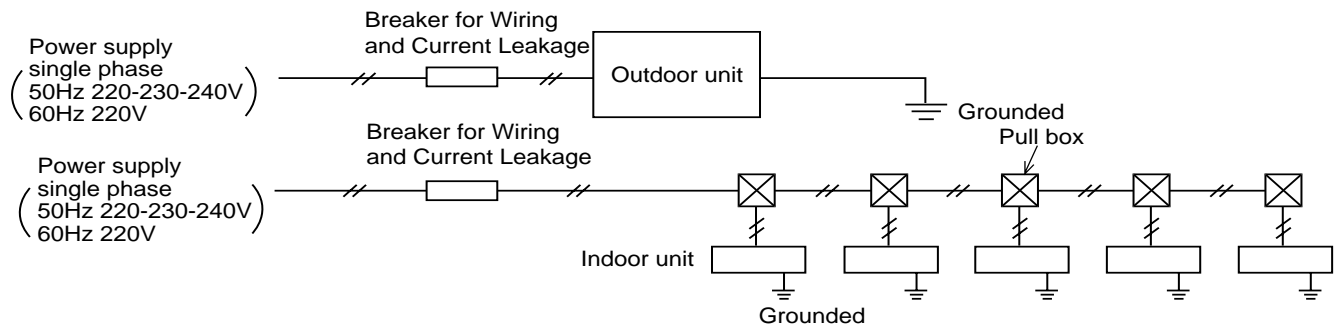 Breaker for Wiring
and Current Leakage
Power supply
single phase
50Hz 220-230-240V
60Hz 220V
Outdoor unit
Grounded
Pull box
Breaker for Wiring
and Current Leakage
Power supply
single phase
50Hz 220-230-240V
60Hz 220V
Indoor unit
Grounded